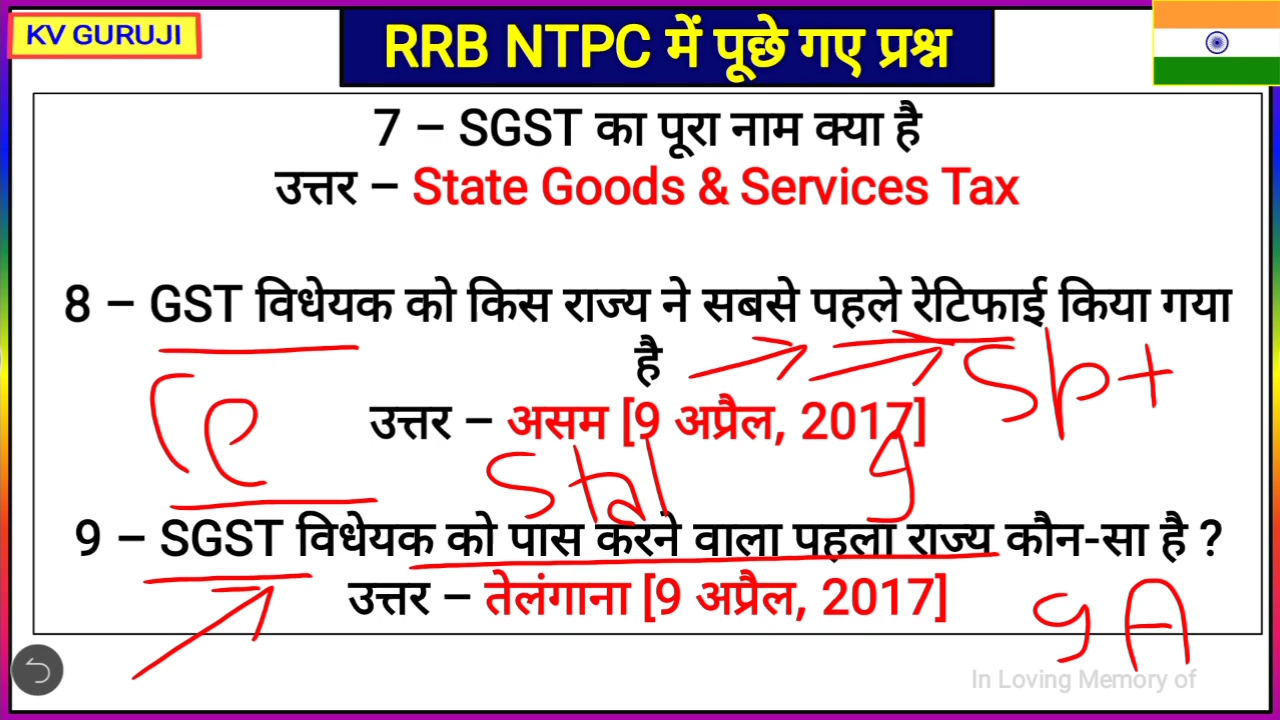 KV GURUJI
RRB NTPC में पूछे गए प्रश्न
7 – SGST का पूरा नाम क्या है
उत्तर – State Goods & Services Tax
8 – GST विधेयक को किस राज्य ने सबसे पहले रेटिफाई किया गया
है
उत्तर – असम [9 अप्रैल, 2017]
9 – SGST विधेयक को पास करने वाला पहला राज्य कौन-सा है ?
उत्तर – तेलंगाना [9 अप्रैल, 2017]
9 A
In Loving Memory of